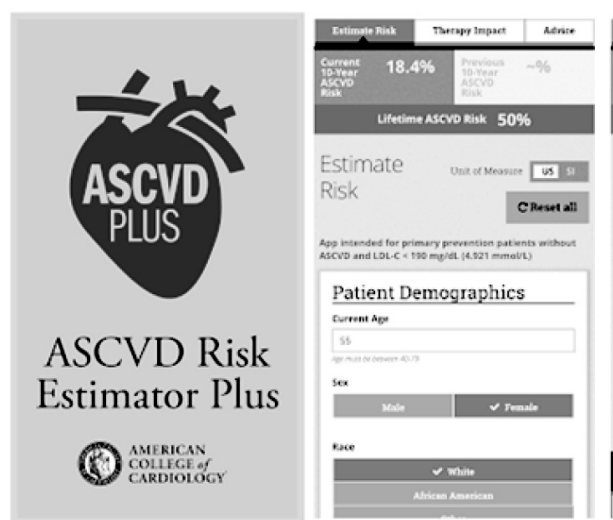 ASCVD
PLUS
ASCVD Risk
Estimator Plus
AMERICAN
COLLEGE of
CARDIOLOGY
Estimate Risk
Therapy Impact
Advice
Current
10-Year
ASCVD
Risk
18.4%
Previous
10-Year
ASCVD
Risk
~%
Lifetime ASCVD Risk 50%
Estimate
Risk
Unit of Measure US SI
Reset all
App intended for primary prevention patients without
ASCVD and LDL-C < 190 mg/dL (4.921 mmol/L)
Patient Demographics
Current Age
55
Age must be between 40-79
Sex
Male
Female
Race
White
African American